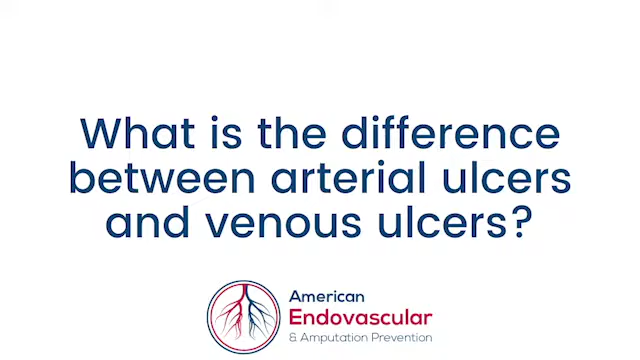 What is the difference
between arterial ulcers
and venous ulcers?
American
Endovascular
& Amputation Prevention